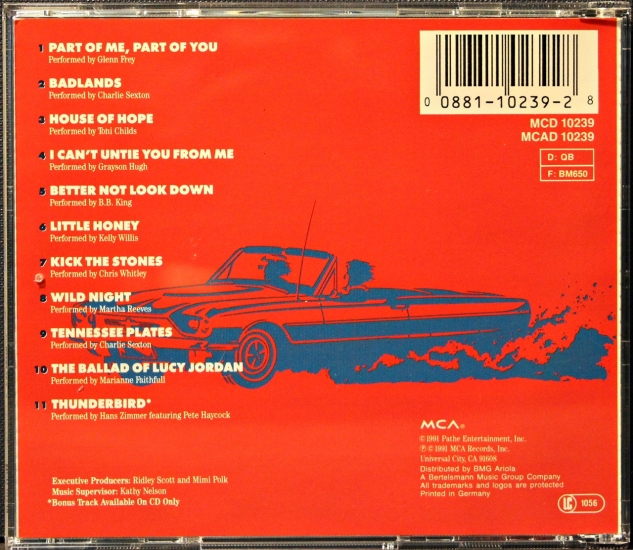 1 PART OF ME, PART OF YOU
Performed by Glenn Frey
2 BADLANDS
Performed by Charlie Sexton
3 HOUSE OF HOPE
Performed by Toni Childs
4 I CAN'T UNTIE YOU FROM ME
Performed by Grayson Hugh
5 BETTER NOT LOOK DOWN
Performed by B.B. King
6 LITTLE HONEY
Performed by Kelly Willis
7 KICK THE STONES
Performed by Chris Whitley
8 WILD NIGHT
Performed by Martha Reeves
9 TENNESSEE PLATES
Performed by Charlie Sexton
10 THE BALLAD OF LUCY JORDAN
Performed by Marianne Faithfull
11 THUNDERBIRD*
Performed by Hans Zimmer featuring Pete Haycock
Executive Producers: Ridley Scott and Mimi Polk
Music Supervisor: Kathy Nelson
*Bonus Track Available On CD Only
0 0881-10239-2 8
MCD 10239
MCAD 10239
D: QB
F: BM650
MCA®
©1991 Pathe Entertainment, Inc.
℗©1991 MCA Records, Inc.
Universal City, CA 91608
Distributed by BMG Ariola
A Bertelsmann Music Group Company
All trademarks and logos are protected
Printed in Germany
LC 1056